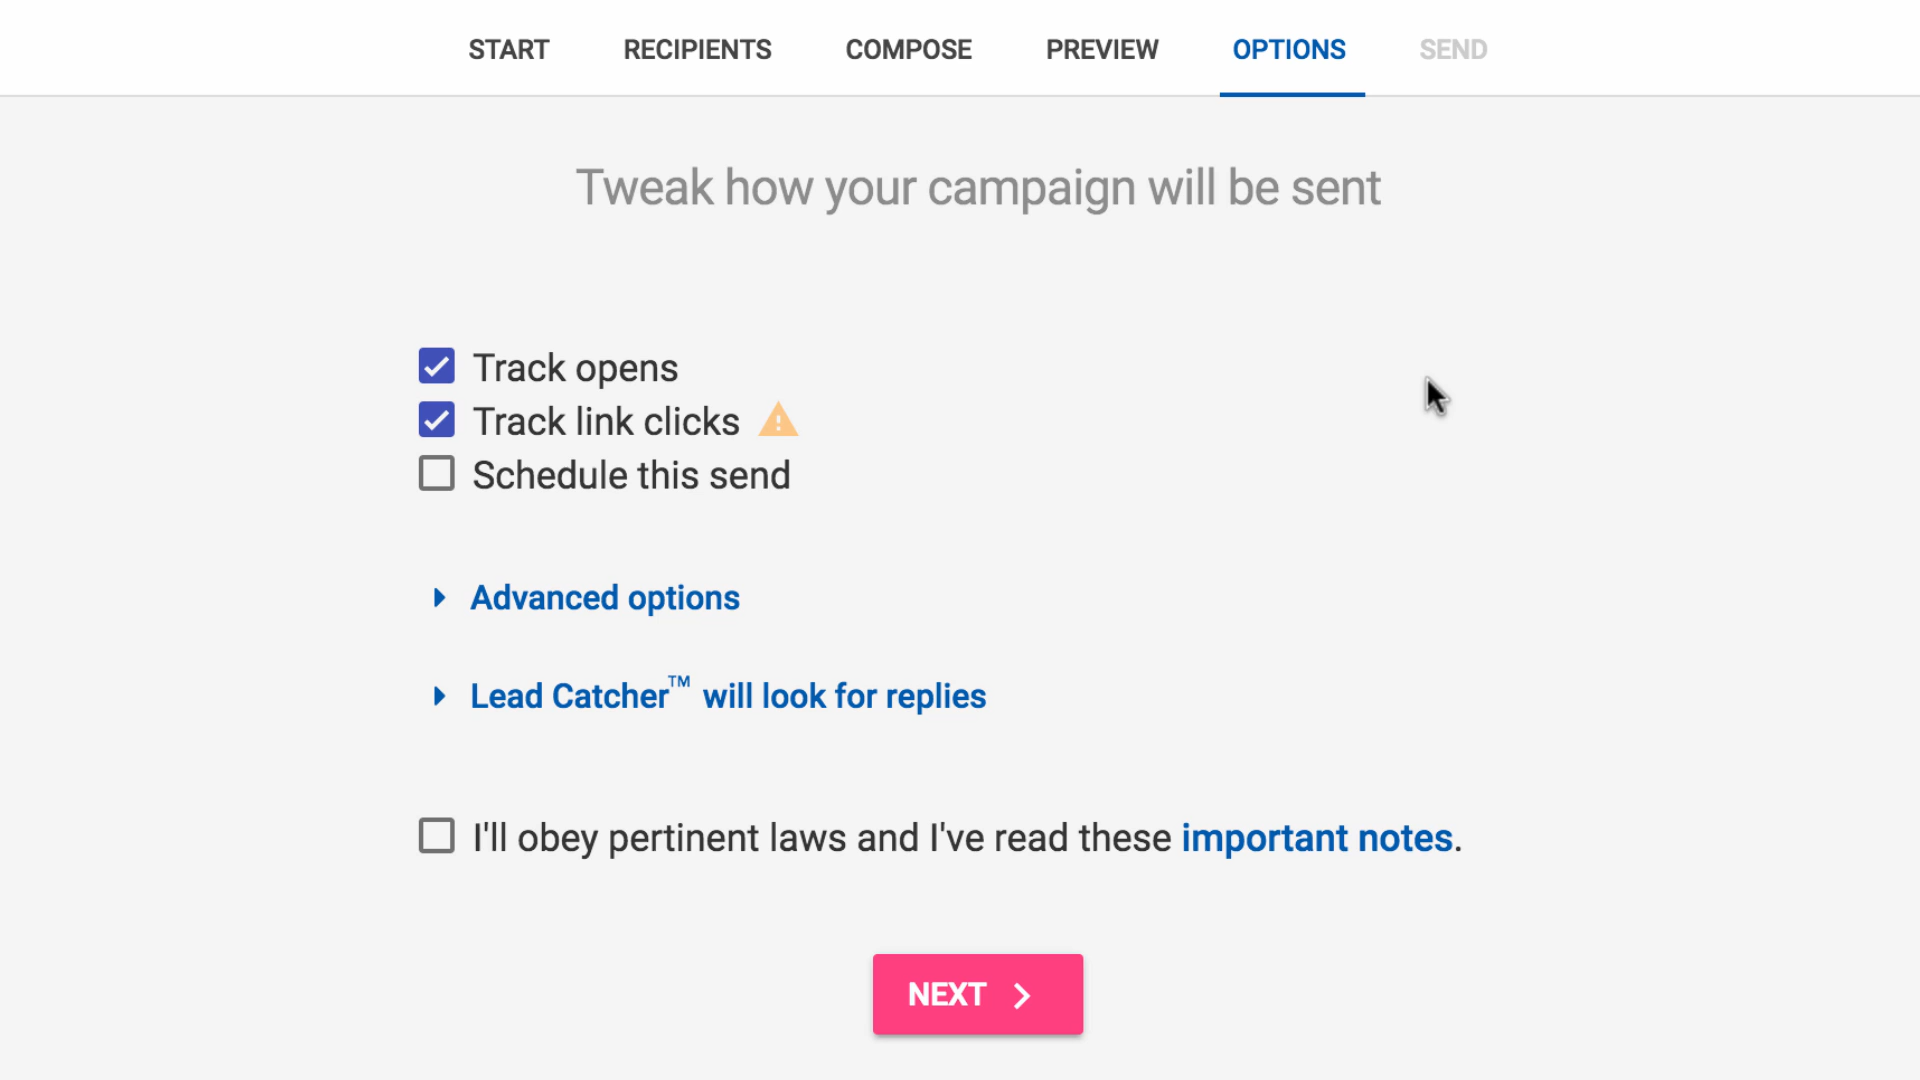 START RECIPIENTS COMPOSE PREVIEW OPTIONS SEND
Tweak how your campaign will be sent
Track opens
Track link clicks
Schedule this send
Advanced options
Lead Catcher™ will look for replies
I'll obey pertinent laws and I've read these important notes.
NEXT